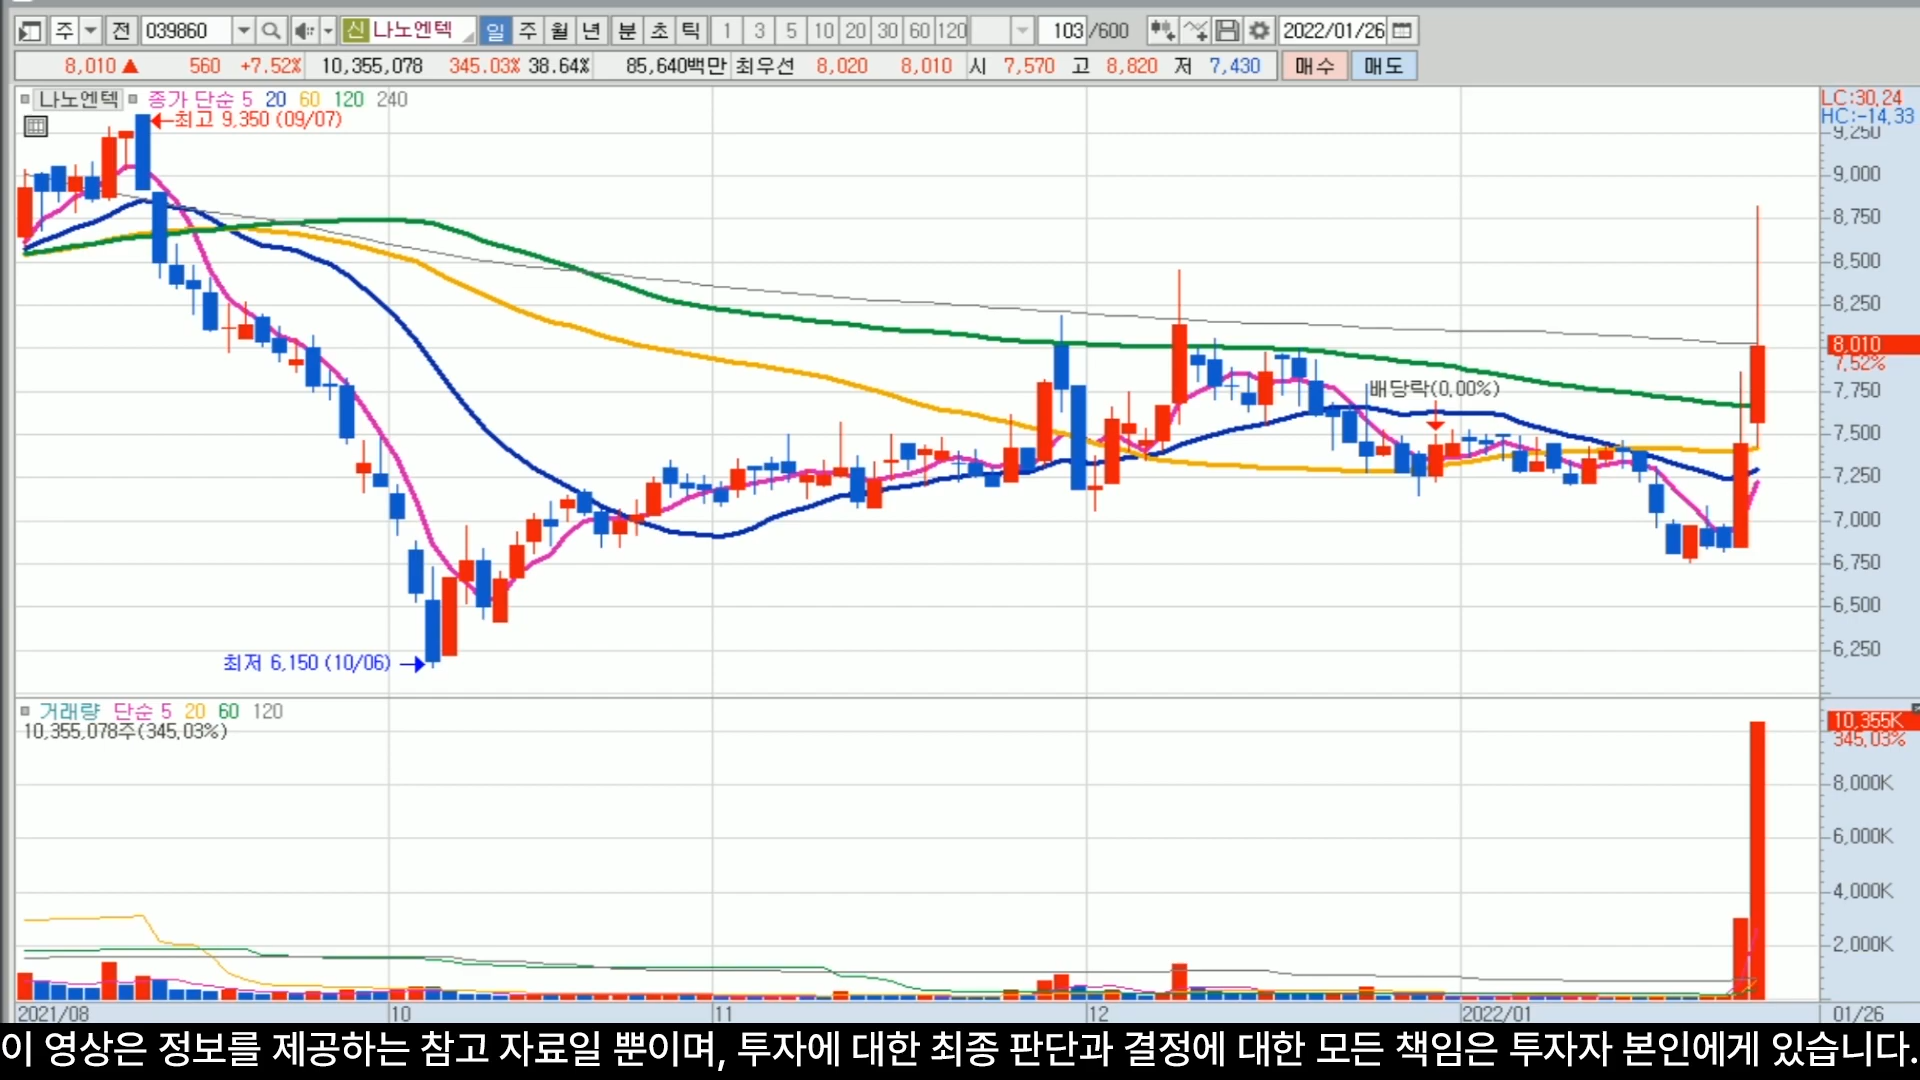 주 전 039860 신 나노엔텍 일 주 월 년 분 초 틱 1 3 5 10 20 30 60 120 103 /600 2022/01/26
8,010 ▲ 560 +7.52% 10,355,078 345.03% 38.64% 85,640백만 최우선 8,020 8,010 시 7,570 고 8,820 저 7,430 매수 매도
나노엔텍 종가 단순 5 20 60 120 240
LC:30.24
HC:-14.33
최고 9,350 (09/07)
9,250
9,000
8,750
8,500
8,250
8,010
7.52%
7,750
배당락(0.00%)
7,500
7,250
7,000
6,750
6,500
6,250
최저 6,150 (10/06)
거래량 단순 5 20 60 120
10,355,078주(345.03%)
10,355K
345.03%
8,000K
6,000K
4,000K
2,000K
2021/08 10 11 12 2022/01 01/26
이 영상은 정보를 제공하는 참고 자료일 뿐이며, 투자에 대한 최종 판단과 결정에 대한 모든 책임은 투자자 본인에게 있습니다.